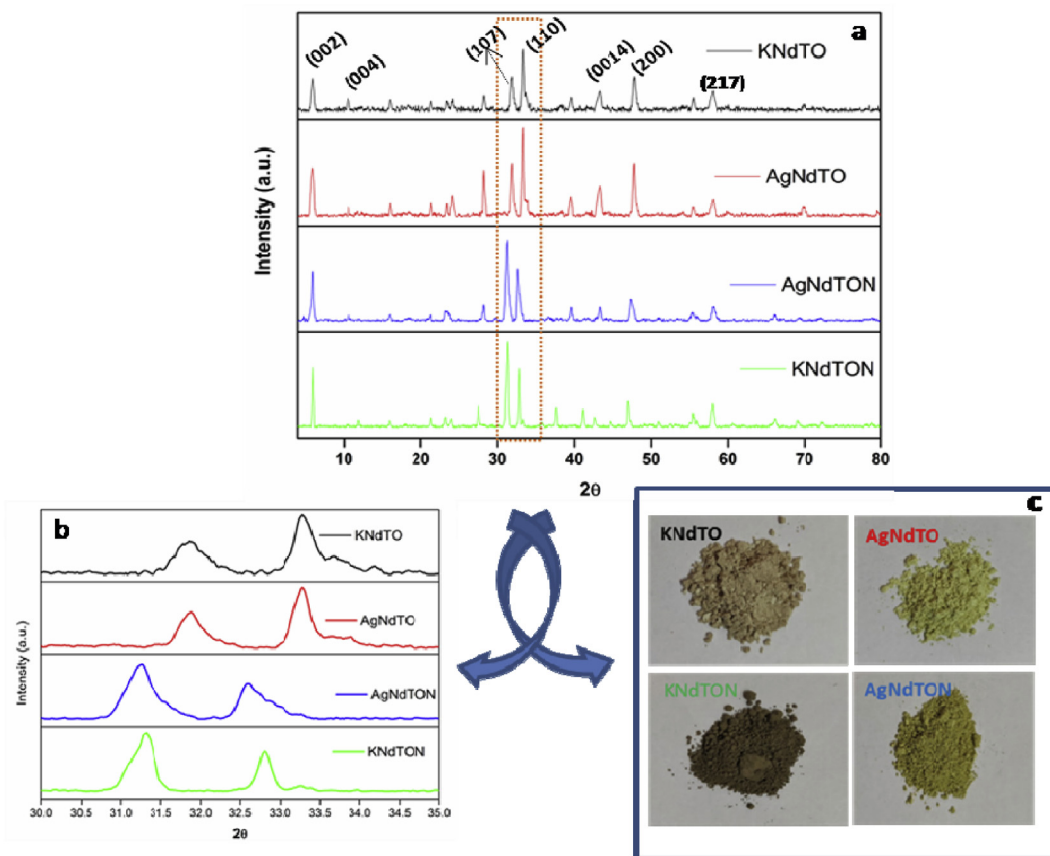 a
(002)
(004)
(107)
(110)
(0014)
(200)
(217)
KNdTO
AgNdTO
AgNdTON
KNdTON
Intensity (a.u.)
10 20 30 40 50 60 70 80
2θ
b
KNdTO
AgNdTO
AgNdTON
KNdTON
Intensity (a.u.)
30.0 30.5 31.0 31.5 32.0 32.5 33.0 33.5 34.0 34.5 35.0
2θ
c
KNdTO
AgNdTO
KNdTON
AgNdTON